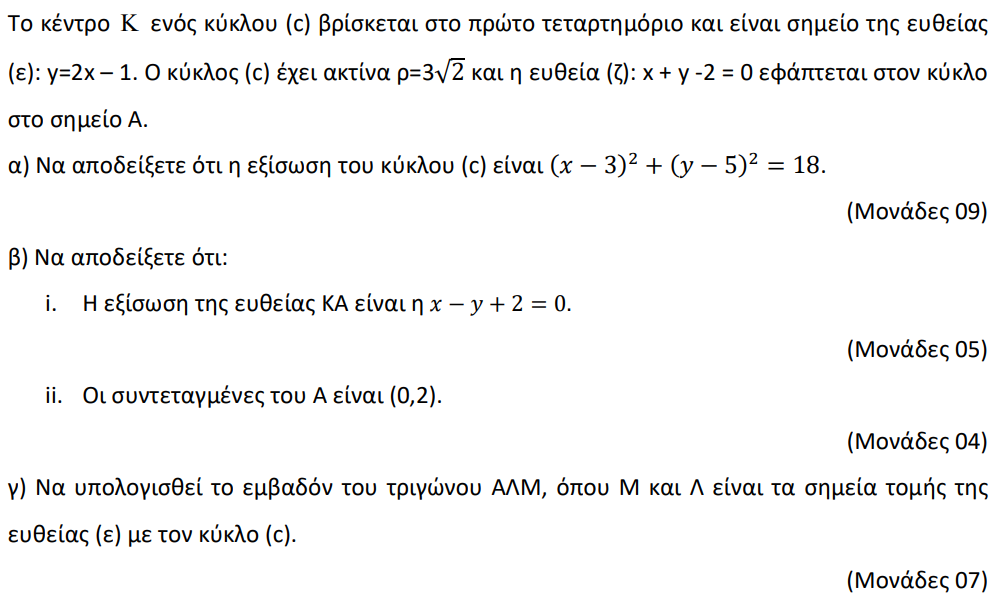 Το κέντρο Κ ενός κύκλου (c) βρίσκεται στο πρώτο τεταρτημόριο και είναι σημείο της ευθείας
(ε): y=2x – 1. Ο κύκλος (c) έχει ακτίνα ρ=3√2 και η ευθεία (ζ): x + y -2 = 0 εφάπτεται στον κύκλο
στο σημείο Α.
α) Να αποδείξετε ότι η εξίσωση του κύκλου (c) είναι (x − 3)² + (y − 5)² = 18.
(Μονάδες 09)
β) Να αποδείξετε ότι:
i. Η εξίσωση της ευθείας ΚΑ είναι η x − y + 2 = 0.
(Μονάδες 05)
ii. Οι συντεταγμένες του Α είναι (0,2).
(Μονάδες 04)
γ) Να υπολογισθεί το εμβαδόν του τριγώνου ΑΛΜ, όπου Μ και Λ είναι τα σημεία τομής της
ευθείας (ε) με τον κύκλο (c).
(Μονάδες 07)